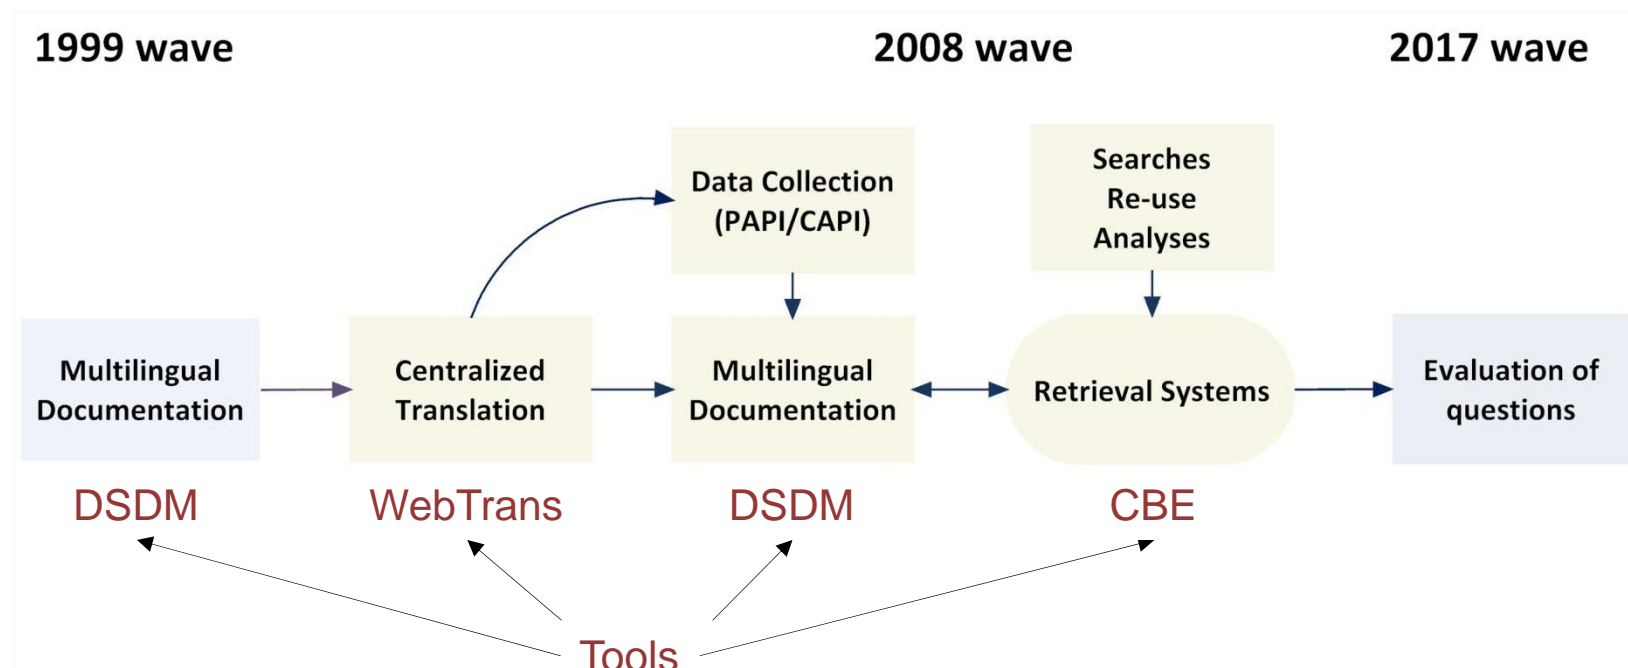 1999 wave
2008 wave
2017 wave
Data Collection
(PAPI/CAPI)
Searches
Re-use
Analyses
Multilingual
Documentation
Centralized
Translation
Multilingual
Documentation
Retrieval Systems
Evaluation of
questions
DSDM
WebTrans
DSDM
CBE
Tools